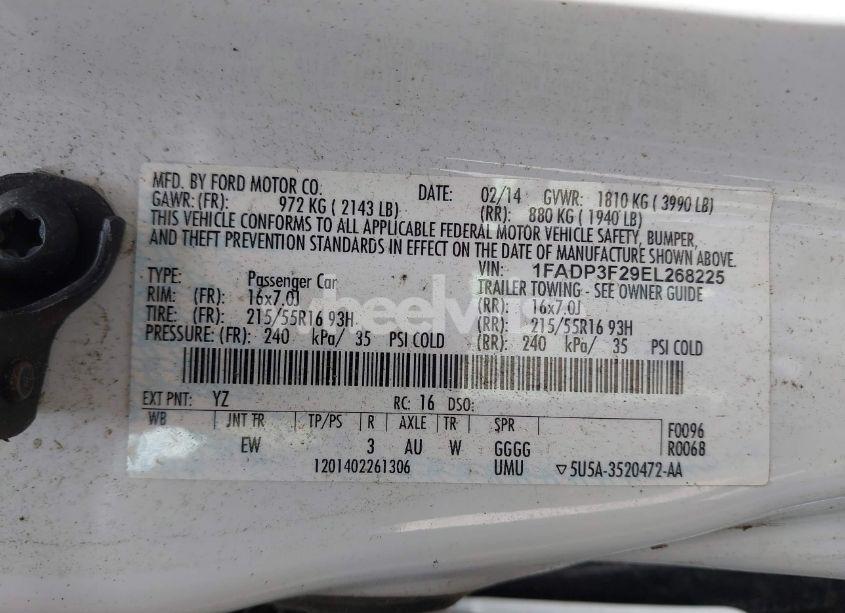 MFD. BY FORD MOTOR CO. DATE: 02/14 GVWR: 1810 KG ( 3990 LB)
GAWR: (FR): 972 KG ( 2143 LB) (RR): 880 KG ( 1940 LB)
THIS VEHICLE CONFORMS TO ALL APPLICABLE FEDERAL MOTOR VEHICLE SAFETY, BUMPER,
AND THEFT PREVENTION STANDARDS IN EFFECT ON THE DATE OF MANUFACTURE SHOWN ABOVE.
VIN: 1FADP3F29EL268225
TYPE: Passenger Car TRAILER TOWING - SEE OWNER GUIDE
RIM: (FR): 16x7.0J (RR): 16x7.0J
TIRE: (FR): 215/55R16 93H (RR): 215/55R16 93H
PRESSURE: (FR): 240 kPa/ 35 PSI COLD (RR): 240 kPa/ 35 PSI COLD
EXT PNT: YZ RC: 16 DSO:
WB JNT FR TP/PS R AXLE TR SPR F0096
EW 3 AU W GGGG R0068
1201402261306 UMU ▽5U5A-3520472-AA